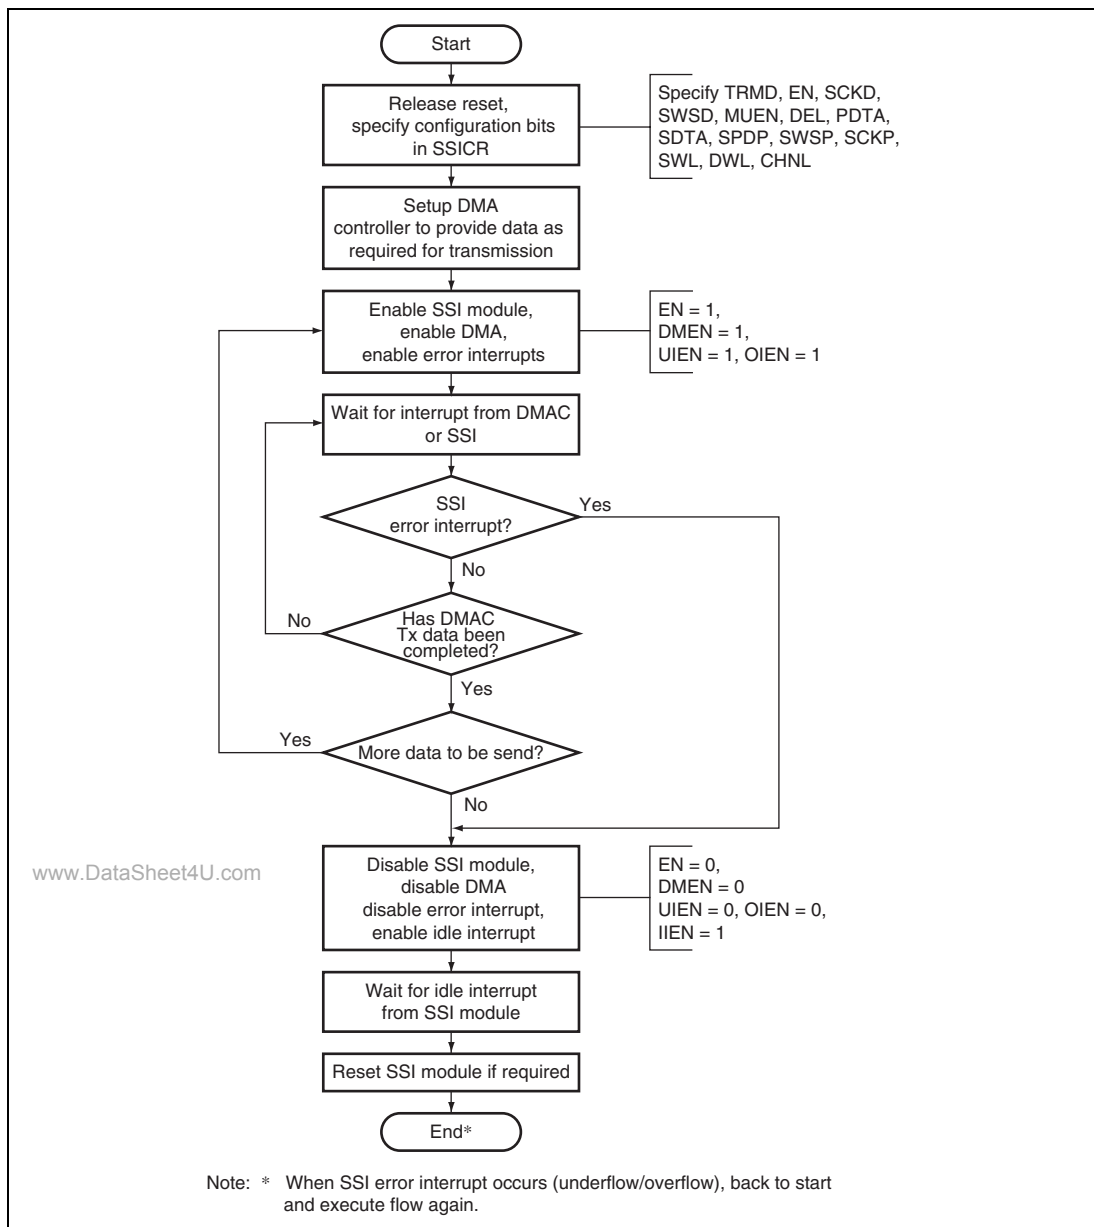 Start
Release reset,
specify configuration bits
in SSICR
Specify TRMD, EN, SCKD,
SWSD, MUEN, DEL, PDTA,
SDTA, SPDP, SWSP, SCKP,
SWL, DWL, CHNL
Setup DMA
controller to provide data as
required for transmission
Enable SSI module,
enable DMA,
enable error interrupts
EN = 1,
DMEN = 1,
UIEN = 1, OIEN = 1
Wait for interrupt from DMAC
or SSI
SSI
error interrupt?
Yes
No
Has DMAC
Tx data been
completed?
No
Yes
More data to be send?
Yes
No
www.DataSheet4U.com
Disable SSI module,
disable DMA
disable error interrupt,
enable idle interrupt
EN = 0,
DMEN = 0
UIEN = 0, OIEN = 0,
IIEN = 1
Wait for idle interrupt
from SSI module
Reset SSI module if required
End*
Note: * When SSI error interrupt occurs (underflow/overflow), back to start
and execute flow again.